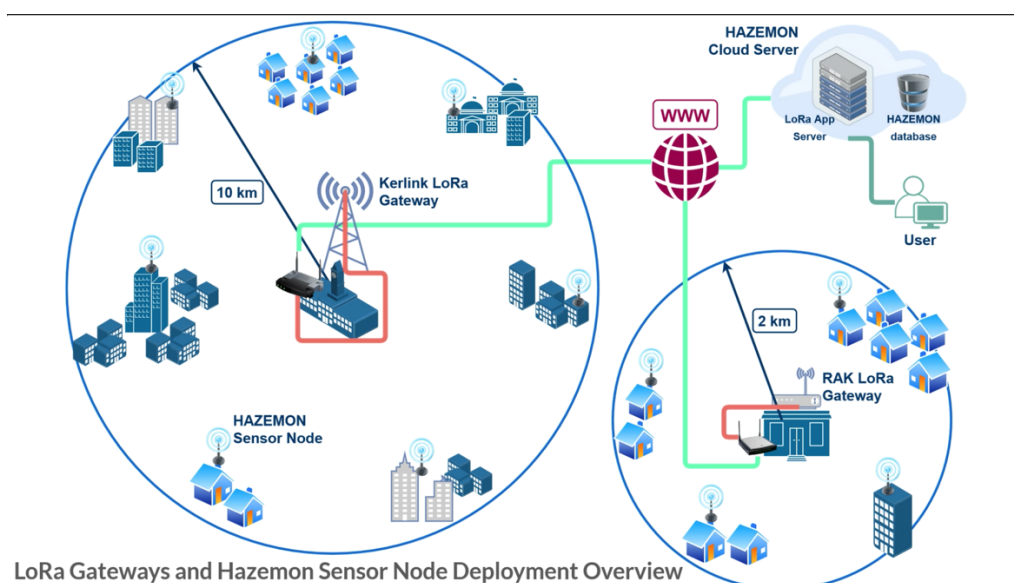 HAZEMON
Cloud Server
WWW
LoRa App
Server
HAZEMON
database
10 km
Kerlink LoRa
Gateway
User
2 km
RAK LoRa
Gateway
HAZEMON
Sensor Node
LoRa Gateways and Hazemon Sensor Node Deployment Overview